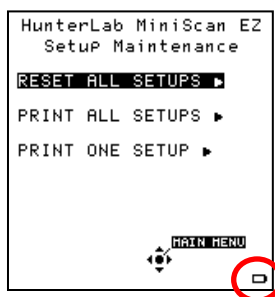 HunterLab MiniScan EZ
Setup Maintenance
RESET ALL SETUPS ▶
PRINT ALL SETUPS ▶
PRINT ONE SETUP ▶
MAIN MENU